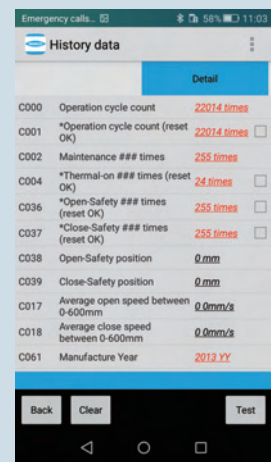 Emergency calls... 58% 11:03
History data
Detail
C000 Operation cycle count 22014 times
C001 *Operation cycle count (reset OK) 22014 times
C002 Maintenance ### times 255 times
C004 *Thermal-on ### times (reset OK) 24 times
C036 *Open-Safety ### times (reset OK) 255 times
C037 *Close-Safety ### times (reset OK) 255 times
C038 Open-Safety position 0 mm
C039 Close-Safety position 0 mm
C017 Average open speed between 0-600mm 0.0mm/s
C018 Average close speed between 0-600mm 0.0mm/s
C061 Manufacture Year 2013 YY
Back Clear Test